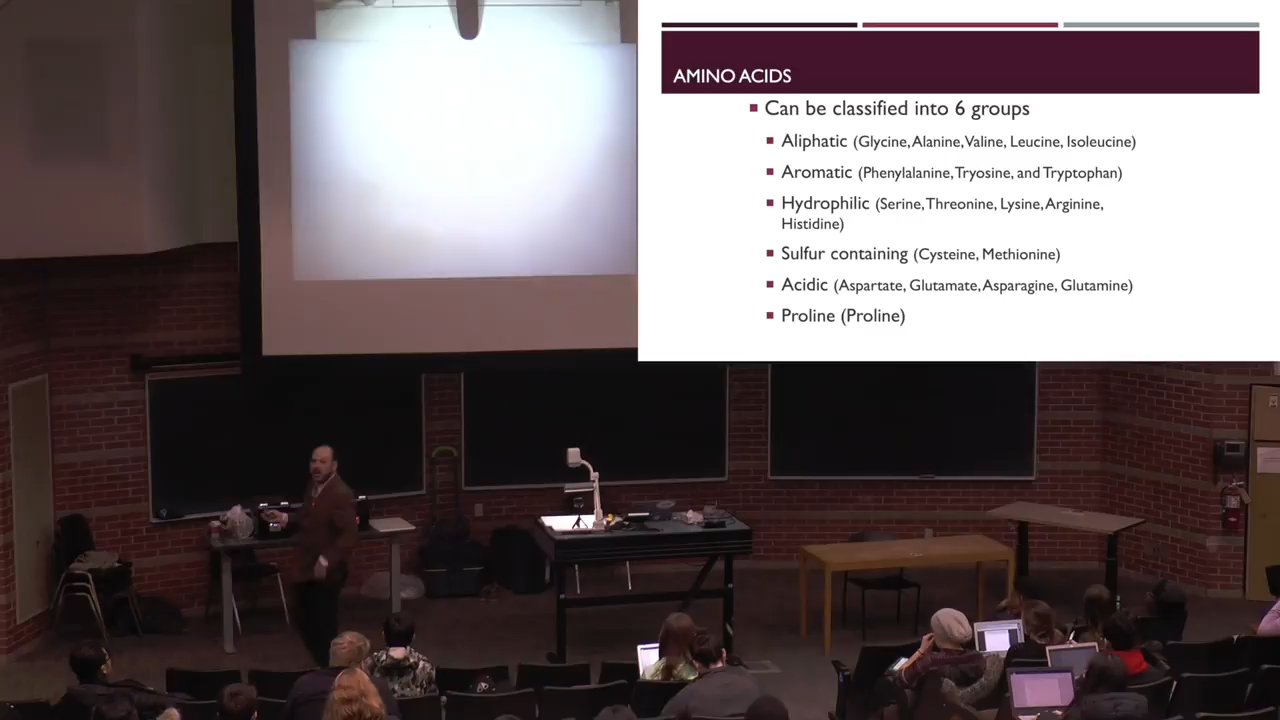 AMINO ACIDS
Can be classified into 6 groups
Aliphatic (Glycine, Alanine, Valine, Leucine, Isoleucine)
Aromatic (Phenylalanine, Tryosine, and Tryptophan)
Hydrophilic (Serine, Threonine, Lysine, Arginine,
Histidine)
Sulfur containing (Cysteine, Methionine)
Acidic (Aspartate, Glutamate, Asparagine, Glutamine)
Proline (Proline)